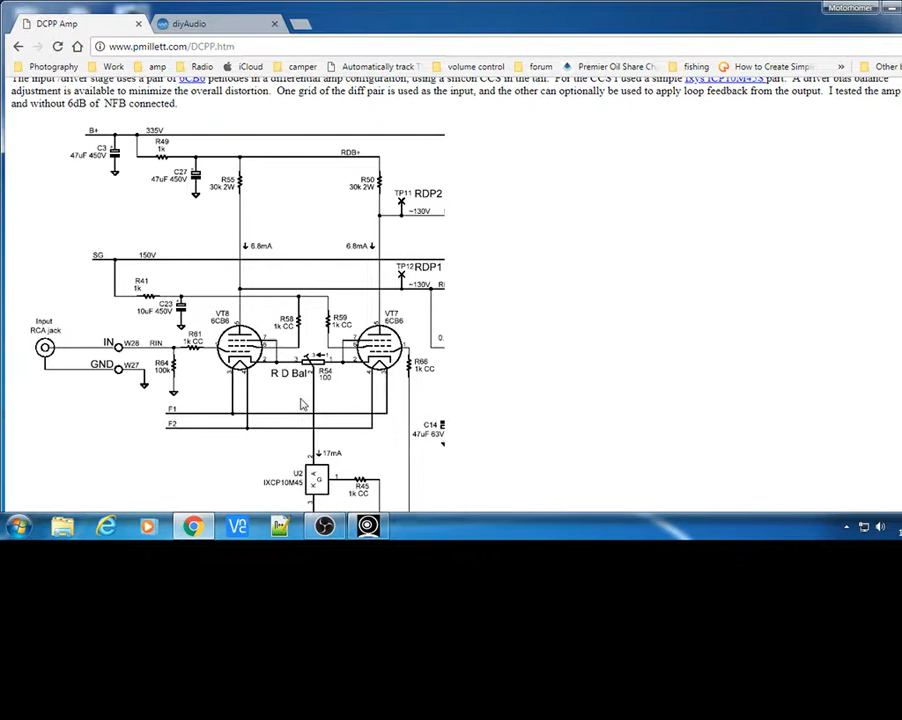 Motorhomer
DCPP Amp
diyAudio
www.pmillett.com/DCPP.htm
Photography
Work
amp
Radio
iCloud
camper
Automatically track T
volume control
forum
Premier Oil Share Ch
fishing
How to Create Simple
»
Other b
The input /driver stage uses a pair of 6CB6 pentodes in a differential amp configuration, using a silicon CCS in the tail. For the CCS I used a simple Ixys ICP10M45S part. A driver bias balance
adjustment is available to minimize the overall distortion. One grid of the diff pair is used as the input, and the other can optionally be used to apply loop feedback from the output. I tested the amp
and without 6dB of NFB connected.
B+
335V
R49
1k
C3
47uF 450V
RDB+
C27
47uF 450V
R55
30k 2W
R50
30k 2W
TP11 RDP2
~130V
6.8mA
6.8mA
SG
150V
TP12 RDP1
~130V
R41
1k
C23
10uF 450V
VT8
6CB6
R58
1k CC
R59
1k CC
VT7
6CB6
Input
RCA jack
IN
W28
RIN
R61
1k CC
GND
W27
R64
100k
R D Bal
R54
100
R66
1k CC
0.
F1
F2
C14
47uF 63V
17mA
U2
IXCP10M45
K A
G
R45
1k CC